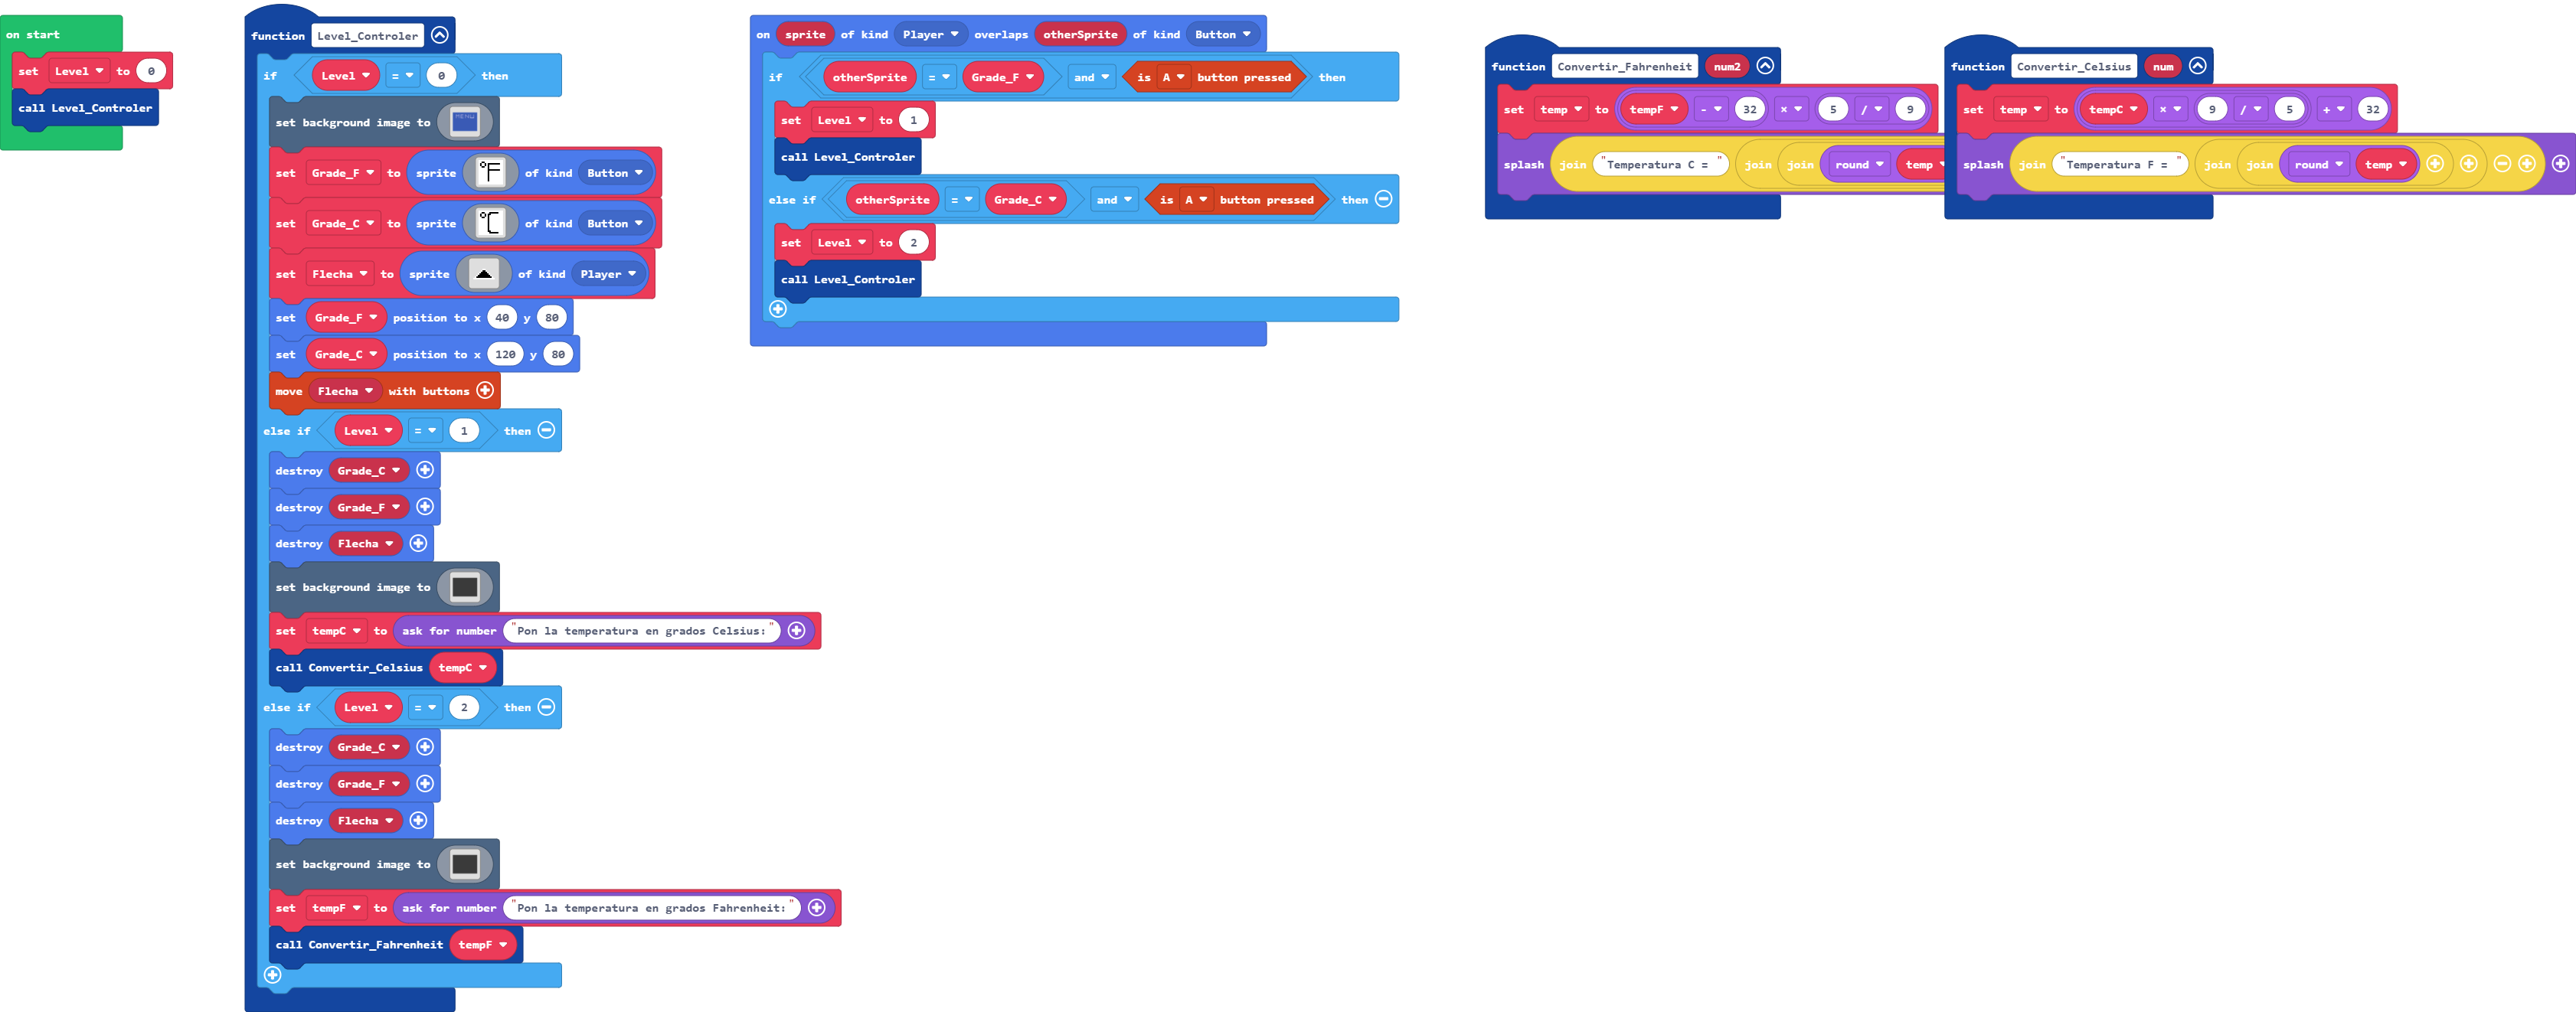 on start
set Level to 0
call Level_Controler
function Level_Controler
if Level = 0 then
set background image to MENU
set Grade_F to sprite °F of kind Button
set Grade_C to sprite °C of kind Button
set Flecha to sprite of kind Player
set Grade_F position to x 40 y 80
set Grade_C position to x 120 y 80
move Flecha with buttons
else if Level = 1 then
destroy Grade_C
destroy Grade_F
destroy Flecha
set background image to
set tempC to ask for number "Pon la temperatura en grados Celsius:"
call Convertir_Celsius tempC
else if Level = 2 then
destroy Grade_C
destroy Grade_F
destroy Flecha
set background image to
set tempF to ask for number "Pon la temperatura en grados Fahrenheit:"
call Convertir_Fahrenheit tempF
on sprite of kind Player overlaps otherSprite of kind Button
if otherSprite = Grade_F and is A button pressed then
set Level to 1
call Level_Controler
else if otherSprite = Grade_C and is A button pressed then
set Level to 2
call Level_Controler
function Convertir_Fahrenheit num2
set temp to tempF - 32 × 5 / 9
splash join "Temperatura C = " join join round temp
function Convertir_Celsius num
set temp to tempC × 9 / 5 + 32
splash join "Temperatura F = " join join round temp